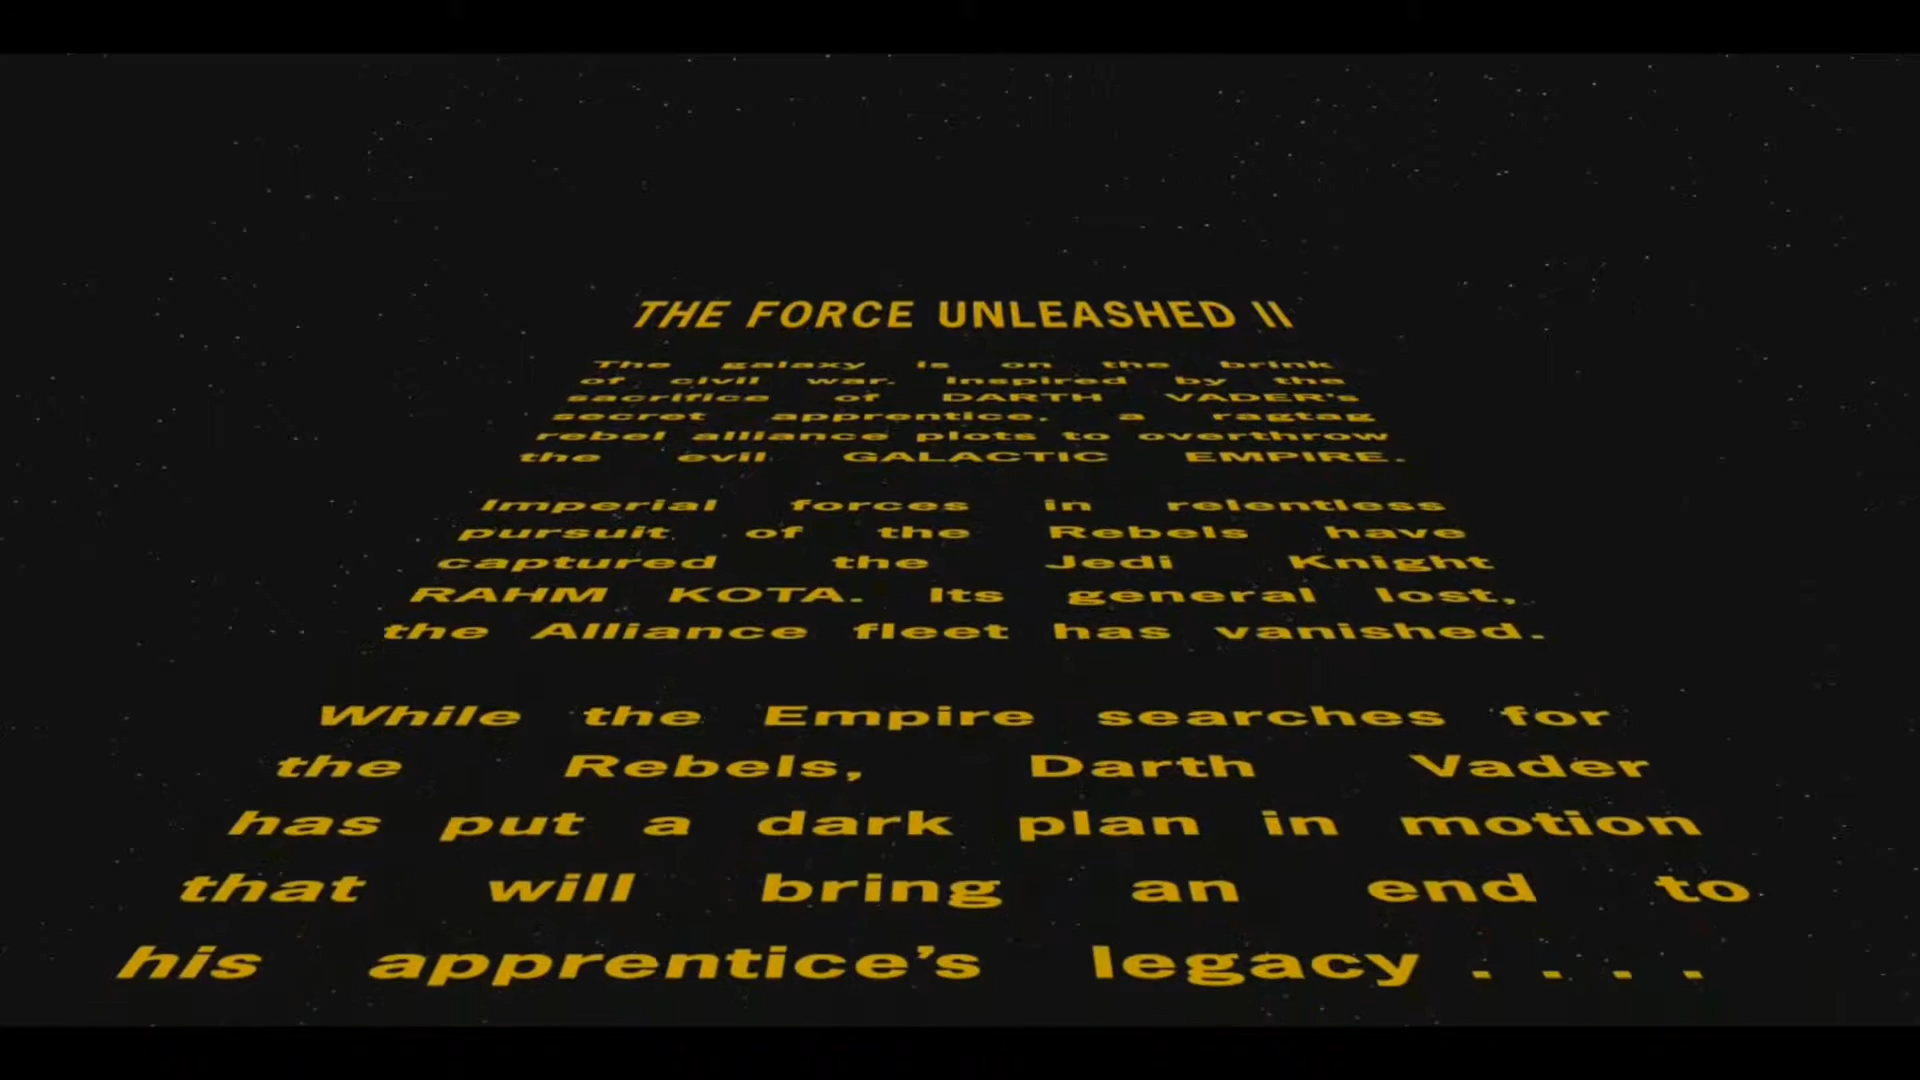 THE FORCE UNLEASHED II
The galaxy is on the brink
of civil war. Inspired by the
sacrifice of DARTH VADER's
secret apprentice, a ragtag
rebel alliance plots to overthrow
the evil GALACTIC EMPIRE.
Imperial forces in relentless
pursuit of the Rebels have
captured the Jedi Knight
RAHM KOTA. Its general lost,
the Alliance fleet has vanished.
While the Empire searches for
the Rebels, Darth Vader
has put a dark plan in motion
that will bring an end to
his apprentice's legacy . . . .